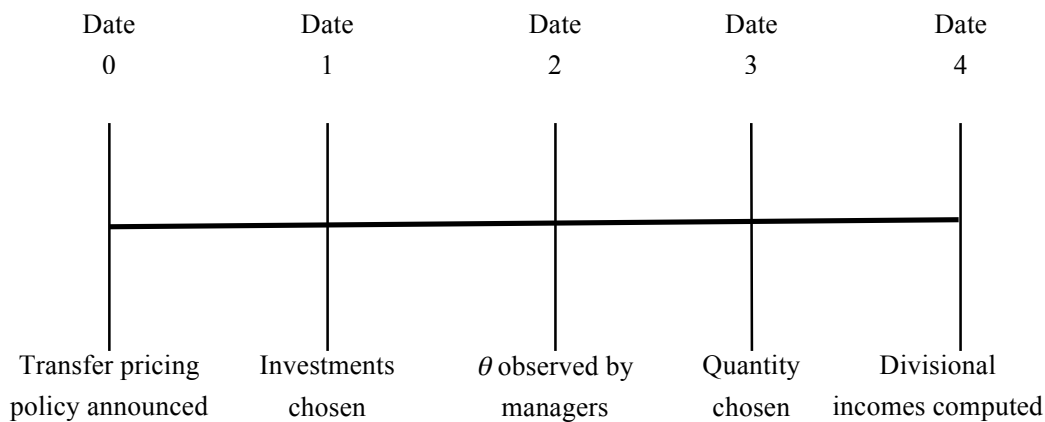 Date Date Date Date Date
0 1 2 3 4
Transfer pricing Investments θ observed by Quantity Divisional
policy announced chosen managers chosen incomes computed